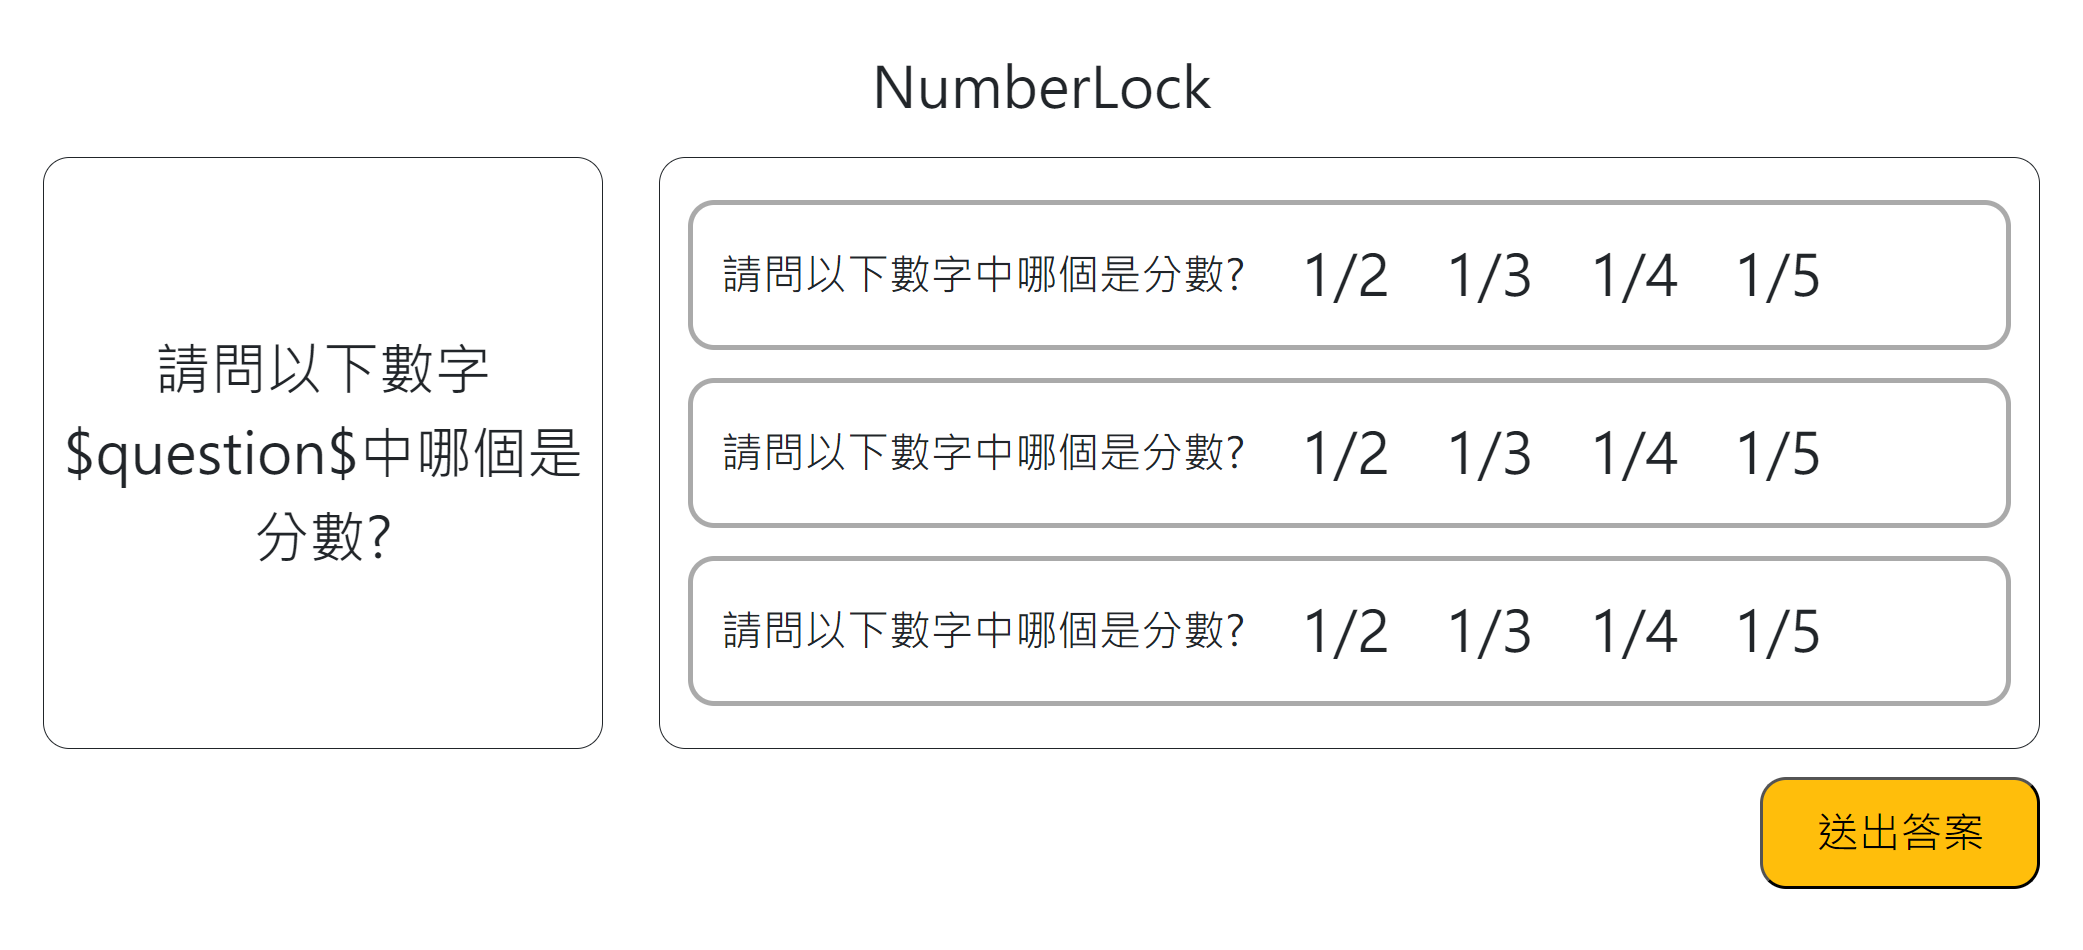 NumberLock
請問以下數字
$question$中哪個是
分數?
請問以下數字中哪個是分數? 1/2 1/3 1/4 1/5
請問以下數字中哪個是分數? 1/2 1/3 1/4 1/5
請問以下數字中哪個是分數? 1/2 1/3 1/4 1/5
送出答案